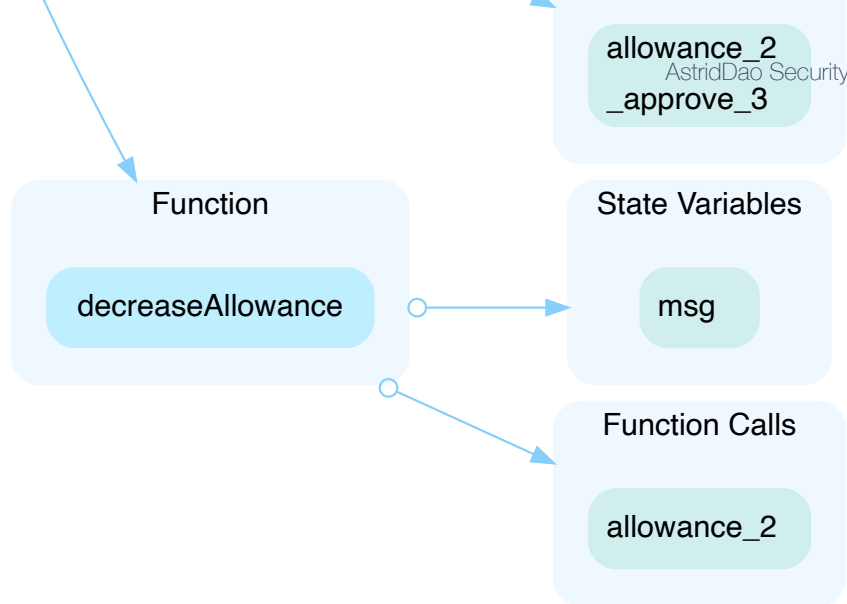 allowance_2
AstridDao Security
_approve_3
Function
State Variables
decreaseAllowance
msg
Function Calls
allowance_2